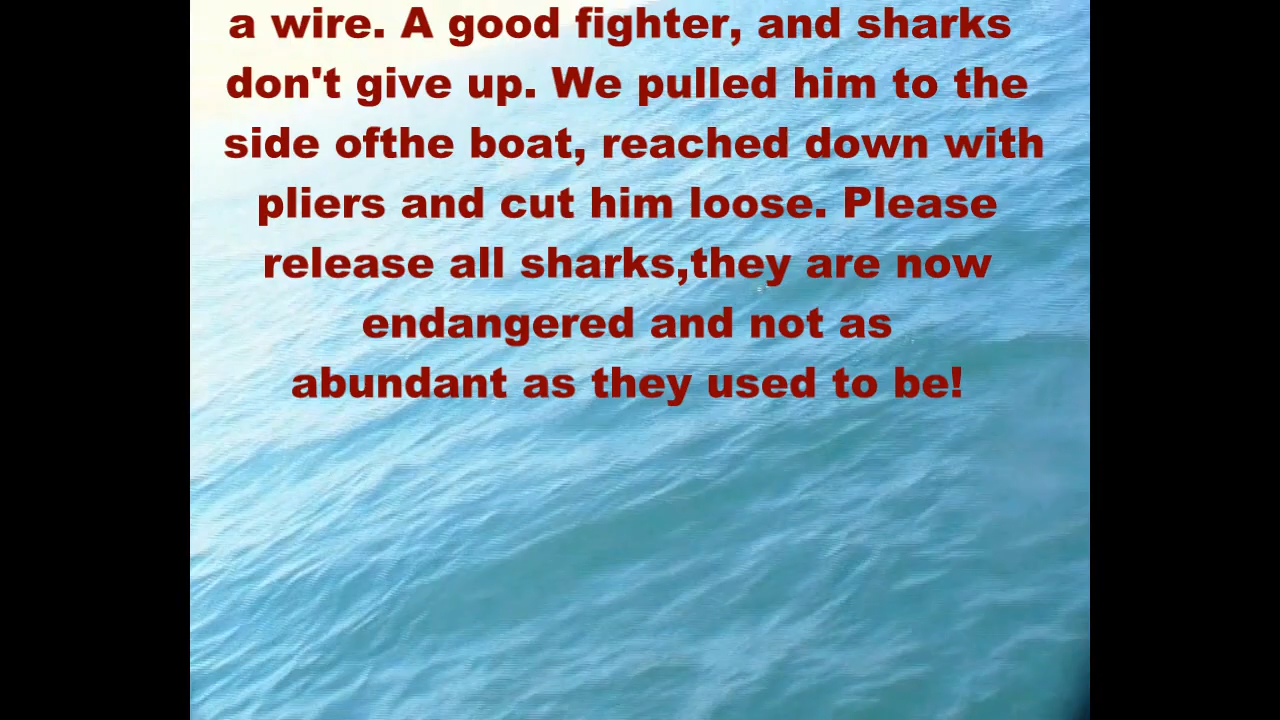 a wire. A good fighter, and sharks
don't give up. We pulled him to the
side ofthe boat, reached down with
pliers and cut him loose. Please
release all sharks,they are now
endangered and not as
abundant as they used to be!